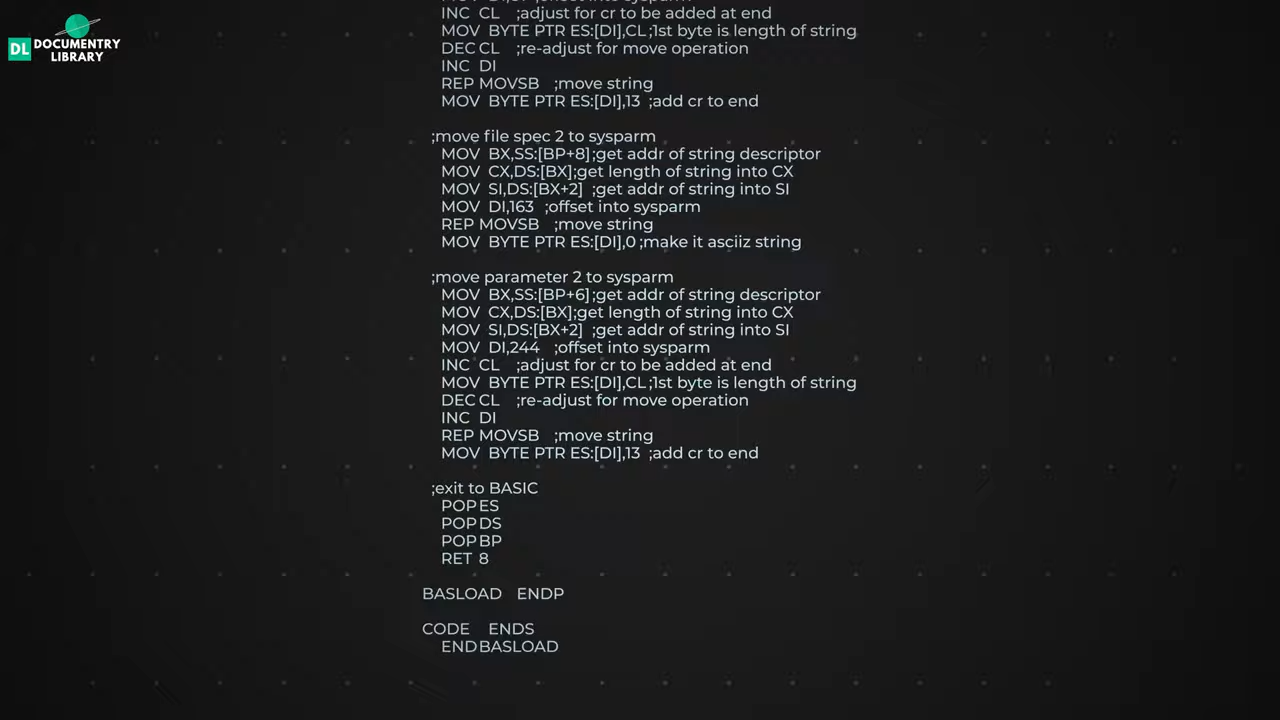 DL DOCUMENTRY
LIBRARY
INC CL ;adjust for cr to be added at end
MOV BYTE PTR ES:[DI],CL ;1st byte is length of string
DEC CL ;re-adjust for move operation
INC DI
REP MOVSB ;move string
MOV BYTE PTR ES:[DI],13 ;add cr to end
;move file spec 2 to sysparm
MOV BX,SS:[BP+8] ;get addr of string descriptor
MOV CX,DS:[BX] ;get length of string into CX
MOV SI,DS:[BX+2] ;get addr of string into SI
MOV DI,163 ;offset into sysparm
REP MOVSB ;move string
MOV BYTE PTR ES:[DI],0 ;make it asciiz string
;move parameter 2 to sysparm
MOV BX,SS:[BP+6] ;get addr of string descriptor
MOV CX,DS:[BX] ;get length of string into CX
MOV SI,DS:[BX+2] ;get addr of string into SI
MOV DI,244 ;offset into sysparm
INC CL ;adjust for cr to be added at end
MOV BYTE PTR ES:[DI],CL ;1st byte is length of string
DEC CL ;re-adjust for move operation
INC DI
REP MOVSB ;move string
MOV BYTE PTR ES:[DI],13 ;add cr to end
;exit to BASIC
POP ES
POP DS
POP BP
RET 8
BASLOAD ENDP
CODE ENDS
END BASLOAD